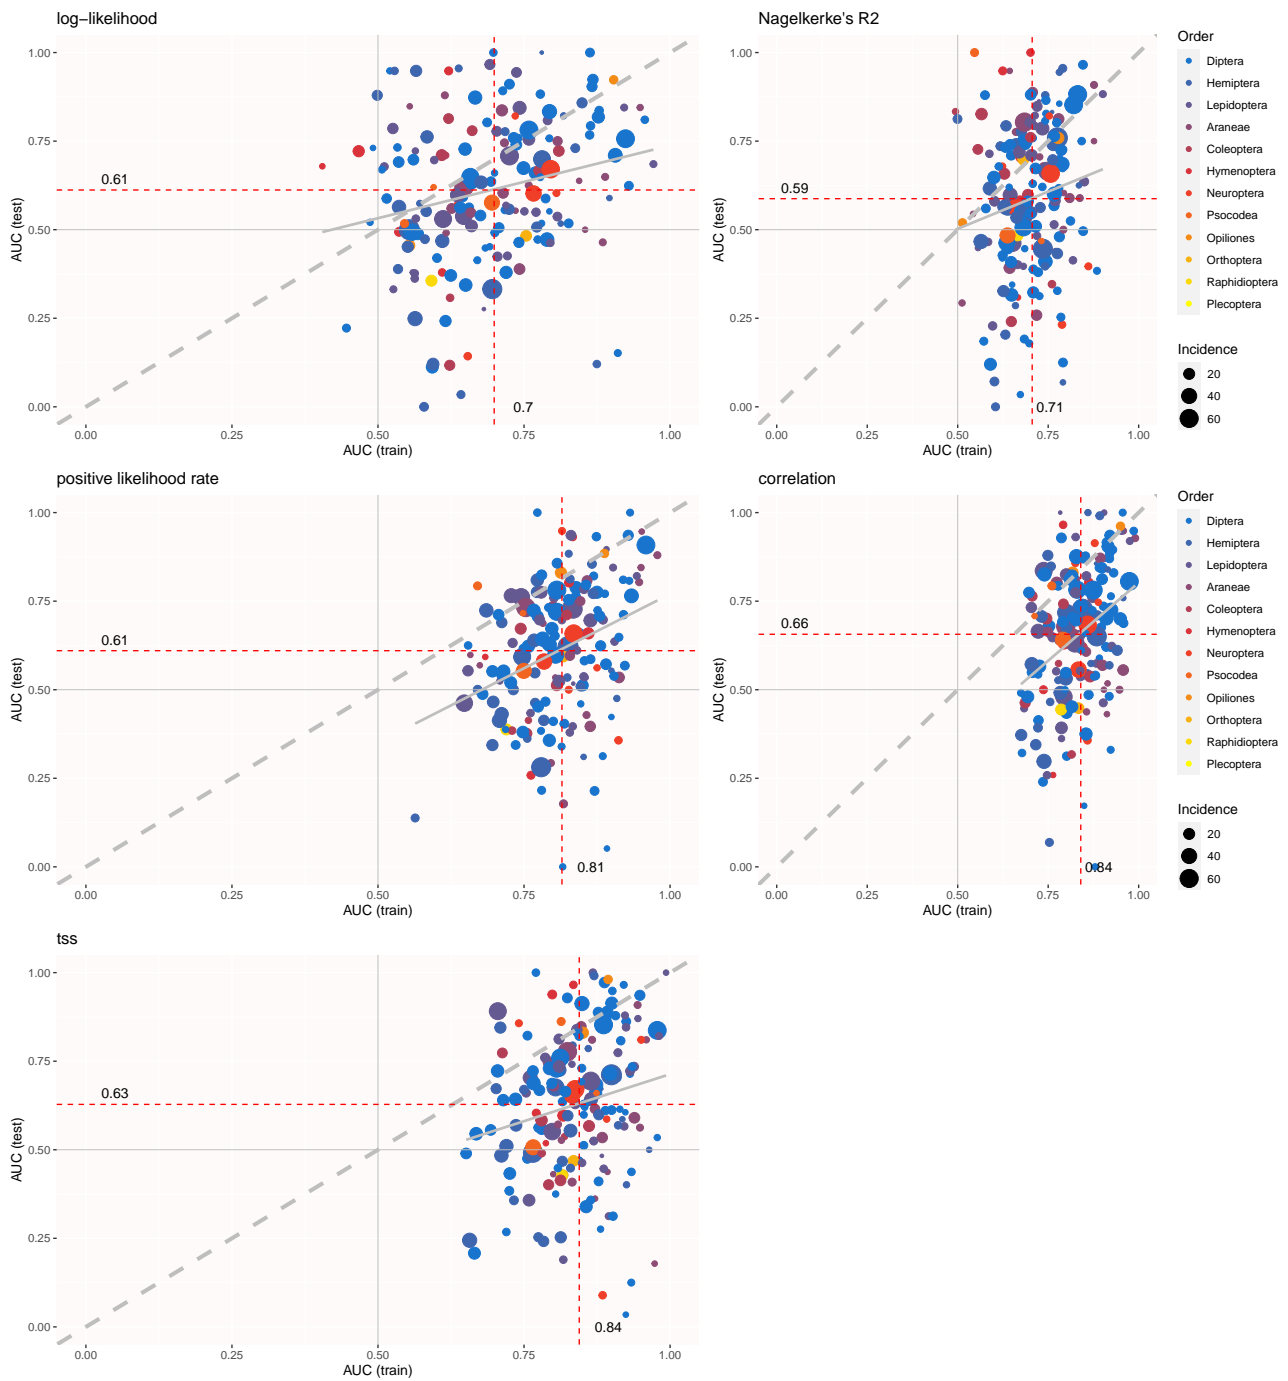 log−likelihood
1.00
0.75
0.50
0.25
0.00
AUC (test)
0.61
0.7
0.00
0.25
0.50
0.75
1.00
AUC (train)
Nagelkerke's R2
1.00
0.75
0.50
0.25
0.00
AUC (test)
0.59
0.71
0.00
0.25
0.50
0.75
1.00
AUC (train)
Order
Diptera
Hemiptera
Lepidoptera
Araneae
Coleoptera
Hymenoptera
Neuroptera
Psocodea
Opiliones
Orthoptera
Raphidioptera
Plecoptera
Incidence
20
40
60
positive likelihood rate
1.00
0.75
0.50
0.25
0.00
AUC (test)
0.61
0.81
0.00
0.25
0.50
0.75
1.00
AUC (train)
correlation
1.00
0.75
0.50
0.25
0.00
AUC (test)
0.66
0.84
0.00
0.25
0.50
0.75
1.00
AUC (train)
Order
Diptera
Hemiptera
Lepidoptera
Araneae
Coleoptera
Hymenoptera
Neuroptera
Psocodea
Opiliones
Orthoptera
Raphidioptera
Plecoptera
Incidence
20
40
60
tss
1.00
0.75
0.50
0.25
0.00
AUC (test)
0.63
0.84
0.00
0.25
0.50
0.75
1.00
AUC (train)